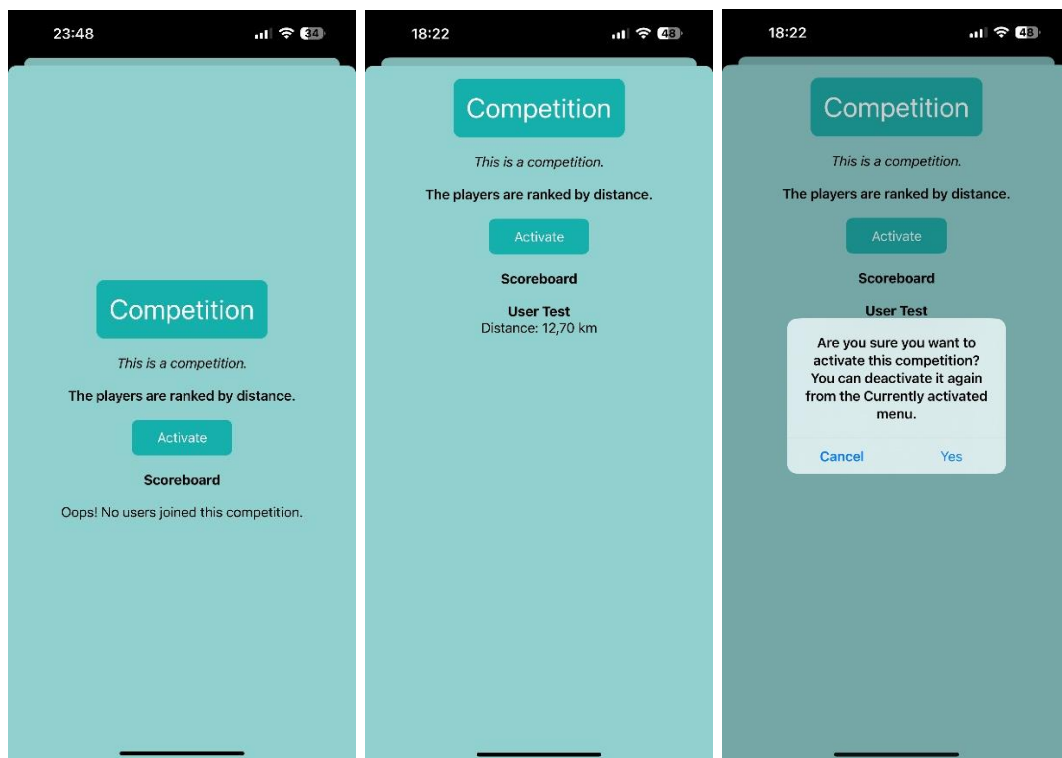 23:48
34
Competition
This is a competition.
The players are ranked by distance.
Activate
Scoreboard
Oops! No users joined this competition.
18:22
48
Competition
This is a competition.
The players are ranked by distance.
Activate
Scoreboard
User Test
Distance: 12,70 km
18:22
48
Competition
This is a competition.
The players are ranked by distance.
Activate
Scoreboard
User Test
Are you sure you want to
activate this competition?
You can deactivate it again
from the Currently activated
menu.
Cancel Yes